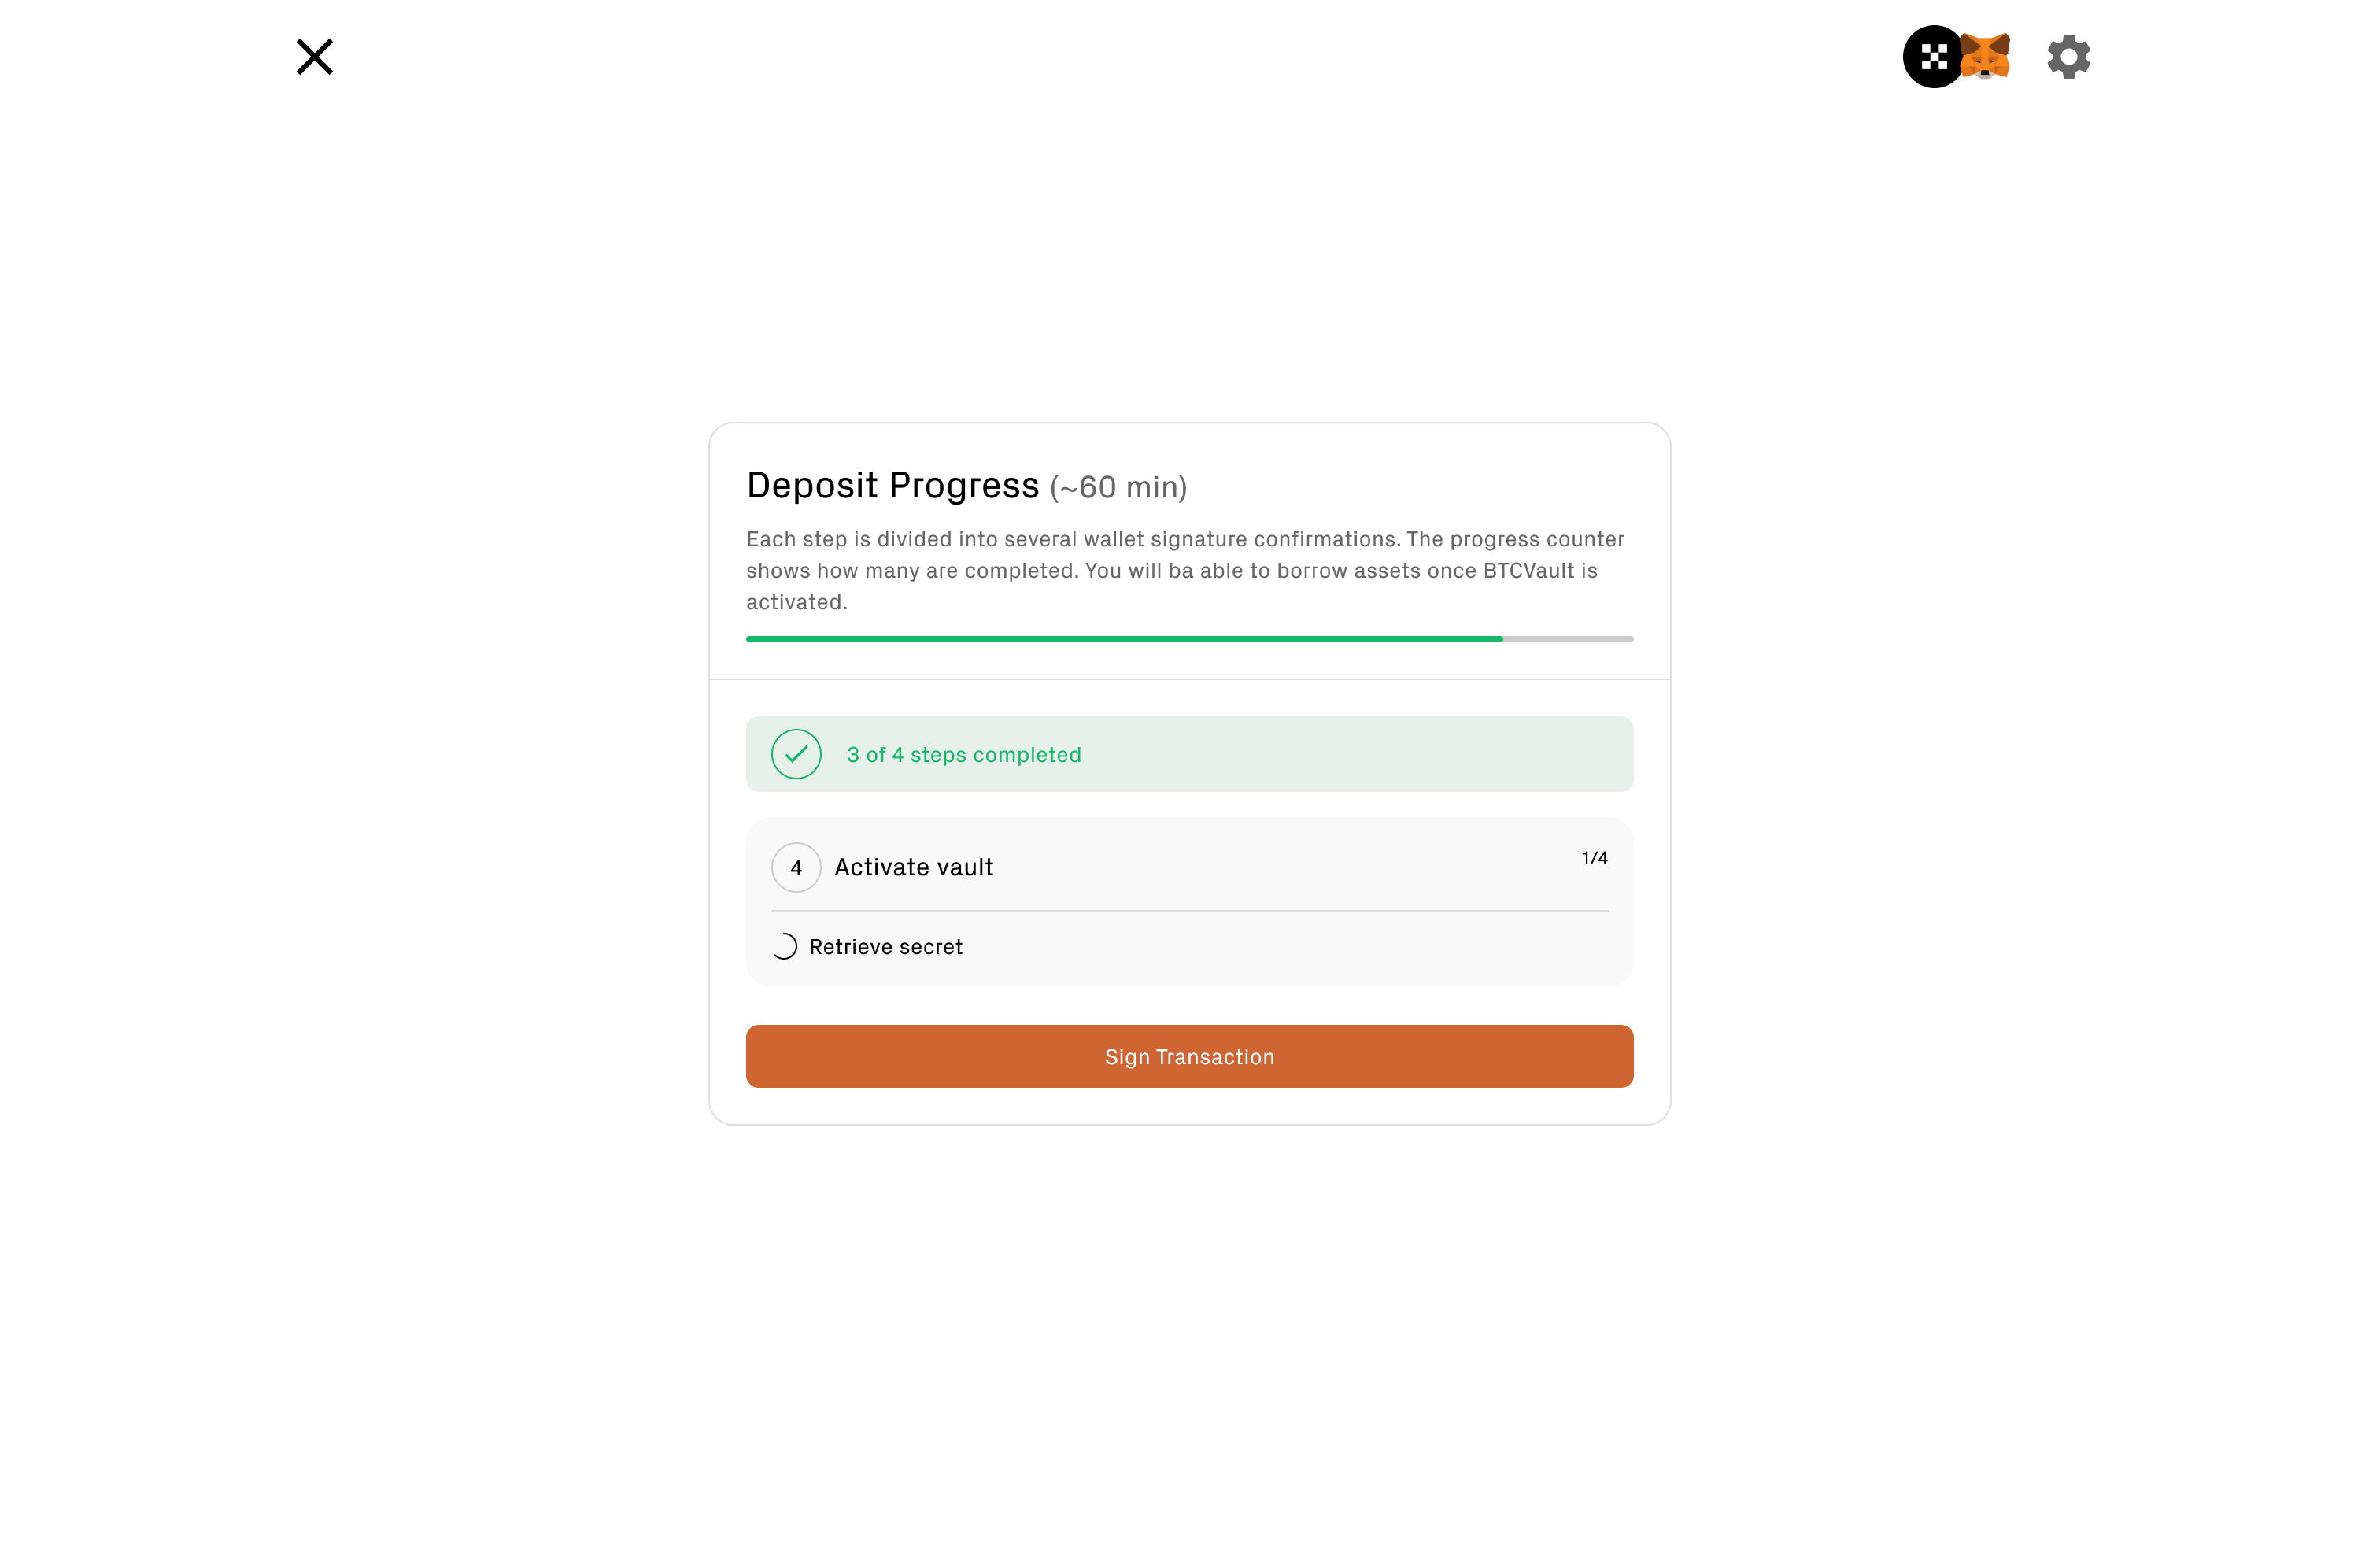 Deposit Progress (~60 min)
Each step is divided into several wallet signature confirmations. The progress counter
shows how many are completed. You will ba able to borrow assets once BTCVault is
activated.
3 of 4 steps completed
4 Activate vault 1/4
Retrieve secret
Sign Transaction